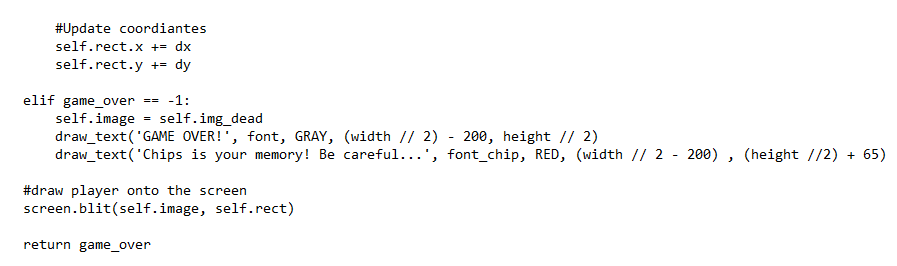 #Update coordiantes
self.rect.x += dx
self.rect.y += dy
elif game_over == -1:
self.image = self.img_dead
draw_text('GAME OVER!', font, GRAY, (width // 2) - 200, height // 2)
draw_text('Chips is your memory! Be careful...', font_chip, RED, (width // 2 - 200) , (height //2) + 65)
#draw player onto the screen
screen.blit(self.image, self.rect)
return game_over